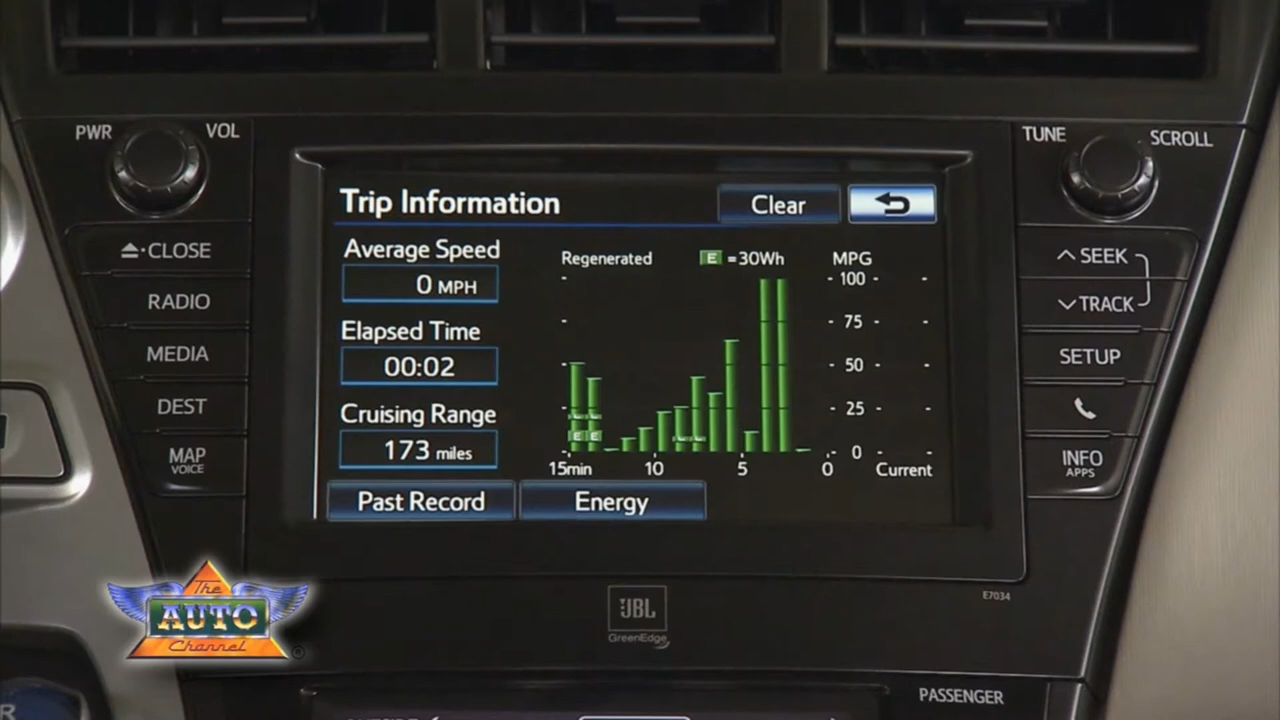 PWR VOL
TUNE SCROLL
CLOSE
RADIO
MEDIA
DEST
MAP
VOICE
Trip Information
Clear
Average Speed
0 MPH
Elapsed Time
00:02
Cruising Range
173 miles
Regenerated E =30Wh MPG
100
75
50
25
0
E E
15min 10 5 0 Current
Past Record Energy
SEEK
TRACK
SETUP
INFO
APPS
JBL
GreenEdge
E7034
The
AUTO
Channel
®
R
PASSENGER